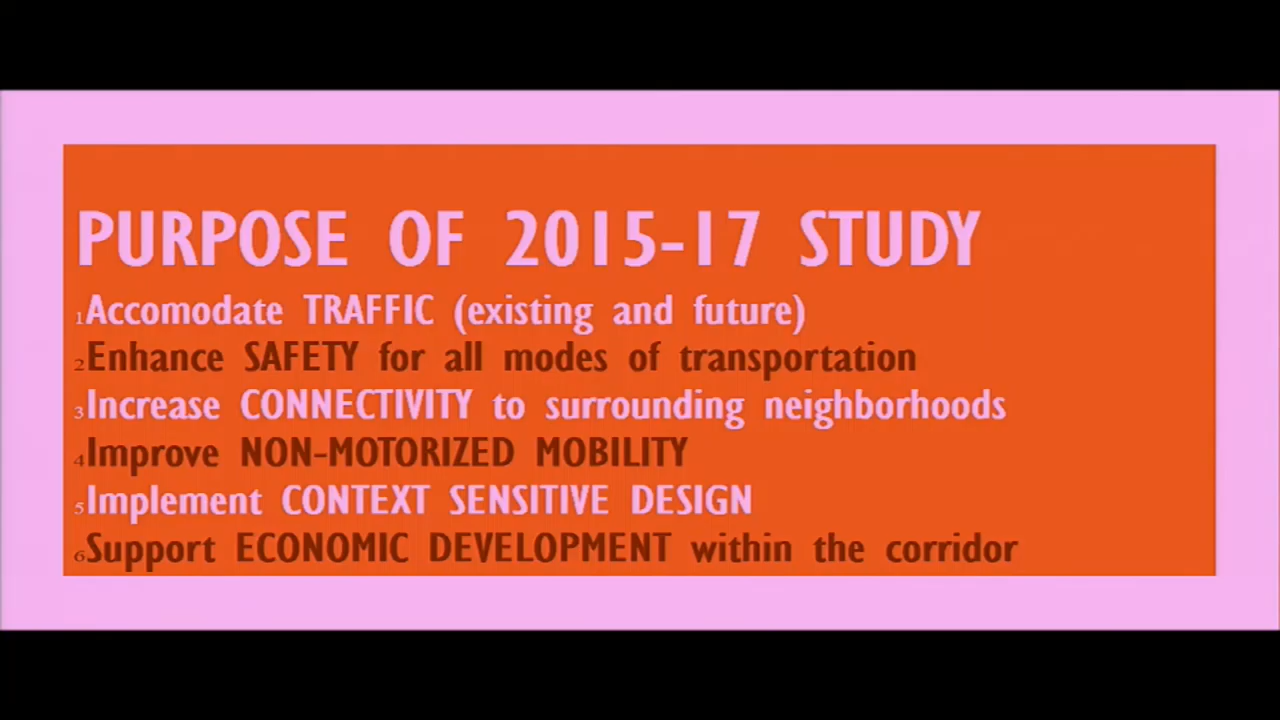 PURPOSE OF 2015-17 STUDY
1Accomodate TRAFFIC (existing and future)
2Enhance SAFETY for all modes of transportation
3Increase CONNECTIVITY to surrounding neighborhoods
4Improve NON-MOTORIZED MOBILITY
5Implement CONTEXT SENSITIVE DESIGN
6Support ECONOMIC DEVELOPMENT within the corridor